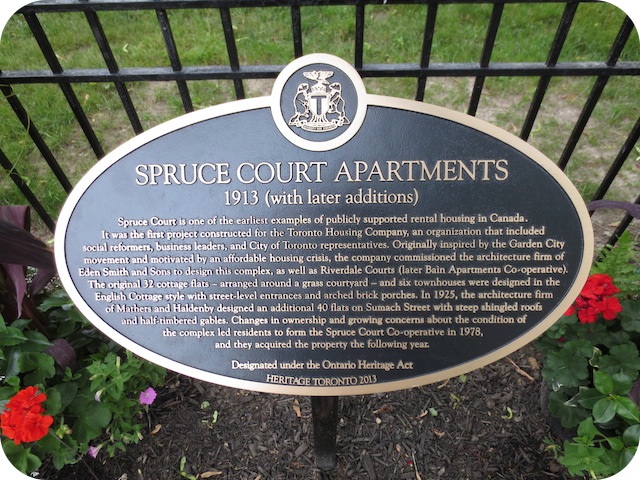 T
SPRUCE COURT APARTMENTS
1913 (with later additions)
Spruce Court is one of the earliest examples of publicly supported rental housing in Canada.
It was the first project constructed for the Toronto Housing Company, an organization that included
social reformers, business leaders, and City of Toronto representatives. Originally inspired by the Garden City
movement and motivated by an affordable housing crisis, the company commissioned the architecture firm of
Eden Smith and Sons to design this complex, as well as Riverdale Courts (later Bain Apartments Co-operative).
The original 32 cottage flats – arranged around a grass courtyard – and six townhouses were designed in the
English Cottage style with street-level entrances and arched brick porches. In 1925, the architecture firm
of Mathers and Haldenby designed an additional 40 flats on Sumach Street with steep shingled roofs
and half-timbered gables. Changes in ownership and growing concerns about the condition of
the complex led residents to form the Spruce Court Co-operative in 1978,
and they acquired the property the following year.
Designated under the Ontario Heritage Act
HERITAGE TORONTO 2013